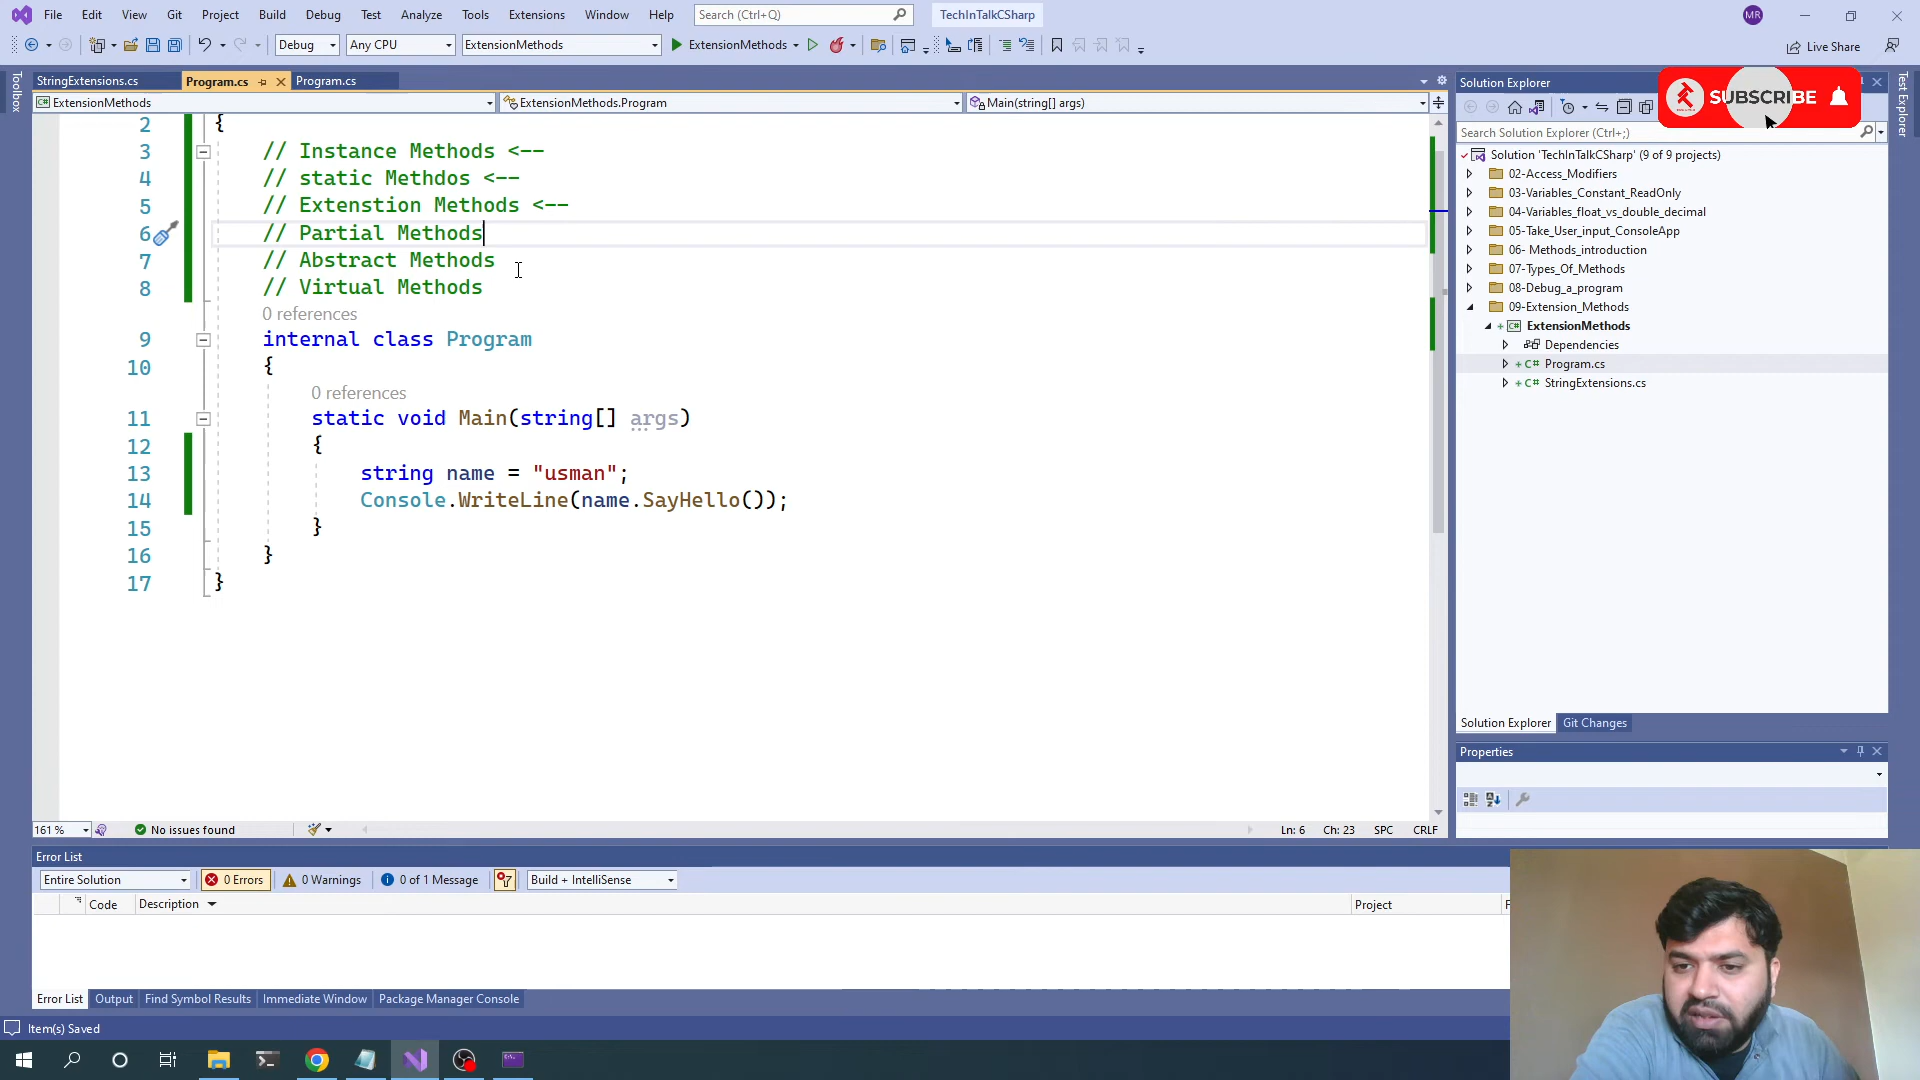 File Edit View Git Project Build Debug Test Analyze Tools Extensions Window Help Search (Ctrl+Q) TechInTalkCSharp MR
Debug Any CPU ExtensionMethods ExtensionMethods Live Share
Toolbox
StringExtensions.cs Program.cs Program.cs
ExtensionMethods ExtensionMethods.Program Main(string[] args)
2 {
3 // Instance Methods <--
4 // static Methdos <--
5 // Extenstion Methods <--
6 // Partial Methods
7 // Abstract Methods
8 // Virtual Methods
0 references
9 internal class Program
10 {
0 references
11 static void Main(string[] args)
12 {
13 string name = "usman";
14 Console.WriteLine(name.SayHello());
15 }
16 }
17 }
161 % No issues found Ln: 6 Ch: 23 SPC CRLF
Solution Explorer
SUBSCRIBE
Test Explorer
Search Solution Explorer (Ctrl+;)
Solution 'TechInTalkCSharp' (9 of 9 projects)
02-Access_Modifiers
03-Variables_Constant_ReadOnly
04-Variables_float_vs_double_decimal
05-Take_User_input_ConsoleApp
06- Methods_introduction
07-Types_Of_Methods
08-Debug_a_program
09-Extension_Methods
ExtensionMethods
Dependencies
C# Program.cs
C# StringExtensions.cs
Solution Explorer Git Changes
Properties
Error List
Entire Solution 0 Errors 0 Warnings 0 of 1 Message Build + IntelliSense
Code Description Project F
Error List Output Find Symbol Results Immediate Window Package Manager Console
Item(s) Saved